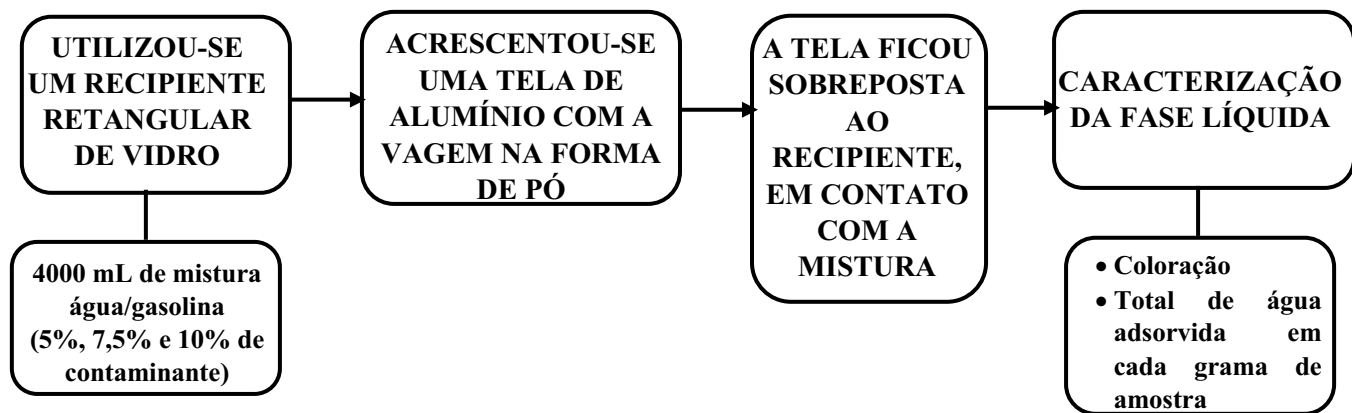 UTILIZOU-SE
UM RECIPIENTE
RETANGULAR
DE VIDRO
ACRESCENTOU-SE
UMA TELA DE
ALUMÍNIO COM A
VAGEM NA FORMA
DE PÓ
A TELA FICOU
SOBREPOSTA
AO
RECIPIENTE,
EM CONTATO
COM A
MISTURA
CARACTERIZAÇÃO
DA FASE LÍQUIDA
4000 mL de mistura
água/gasolina
(5%, 7,5% e 10% de
contaminante)
• Coloração
• Total de água
adsorvida em
cada grama de
amostra